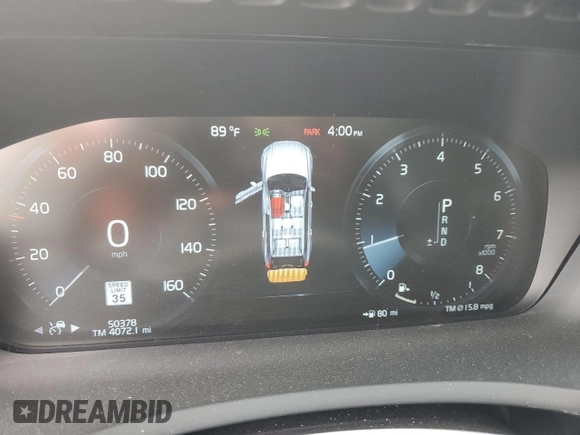 89 °F PARK 4:00 PM
0 20 40 60 80 100 120 140 160
0 mph
SPEED LIMIT 35
50378
TM 4072.1 mi
0 1 2 3 4 5 6 7 8
P
R
N
D
±
rpm x1000
1/2
80 mi
TM Ø 15.8 mpg
DREAMBID